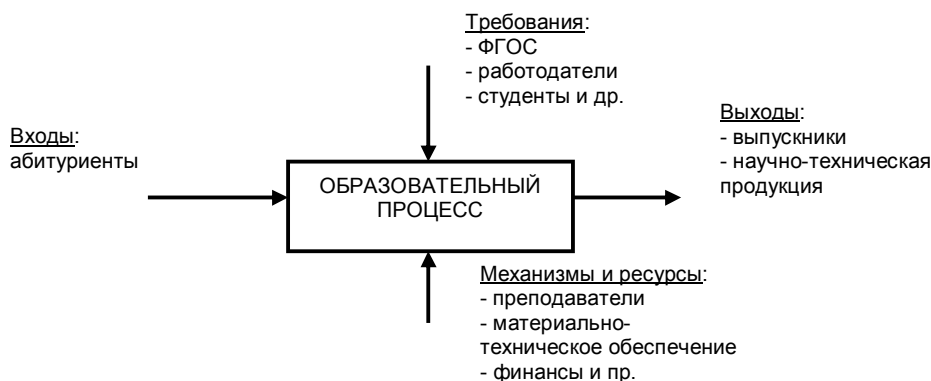 Требования:
- ФГОС
- работодатели
- студенты и др.
Входы:
абитуриенты
Выходы:
- выпускники
- научно-техническая
продукция
ОБРАЗОВАТЕЛЬНЫЙ
ПРОЦЕСС
Механизмы и ресурсы:
- преподаватели
- материально-
техническое обеспечение
- финансы и пр.